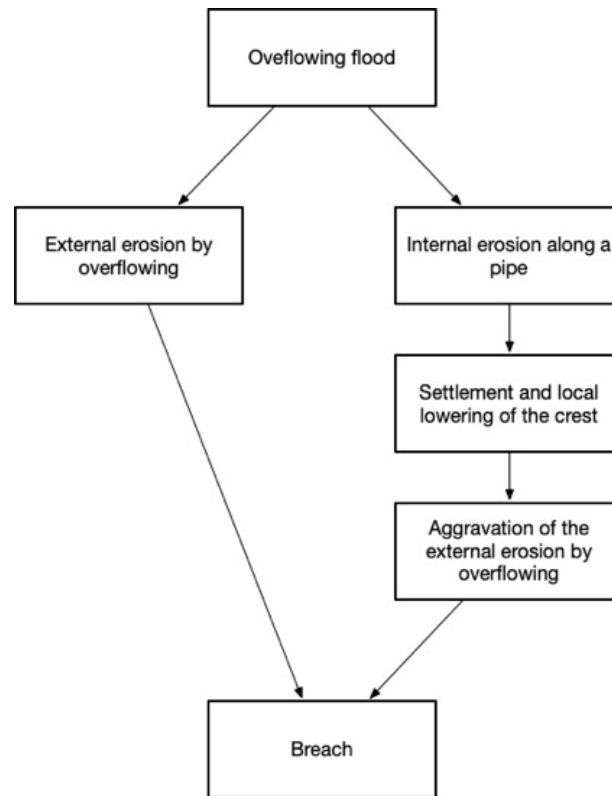 Oveflowing flood
External erosion by
overflowing
Internal erosion along a
pipe
Settlement and local
lowering of the crest
Aggravation of the
external erosion by
overflowing
Breach